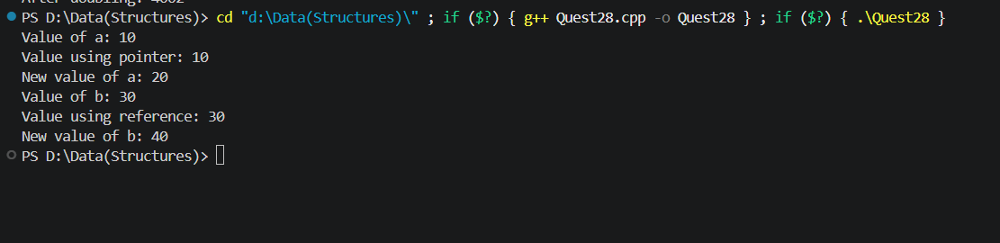 After doubling: 4002
PS D:\Data(Structures)> cd "d:\Data(Structures)\" ; if ($?) { g++ Quest28.cpp -o Quest28 } ; if ($?) { .\Quest28 }
Value of a: 10
Value using pointer: 10
New value of a: 20
Value of b: 30
Value using reference: 30
New value of b: 40
PS D:\Data(Structures)>